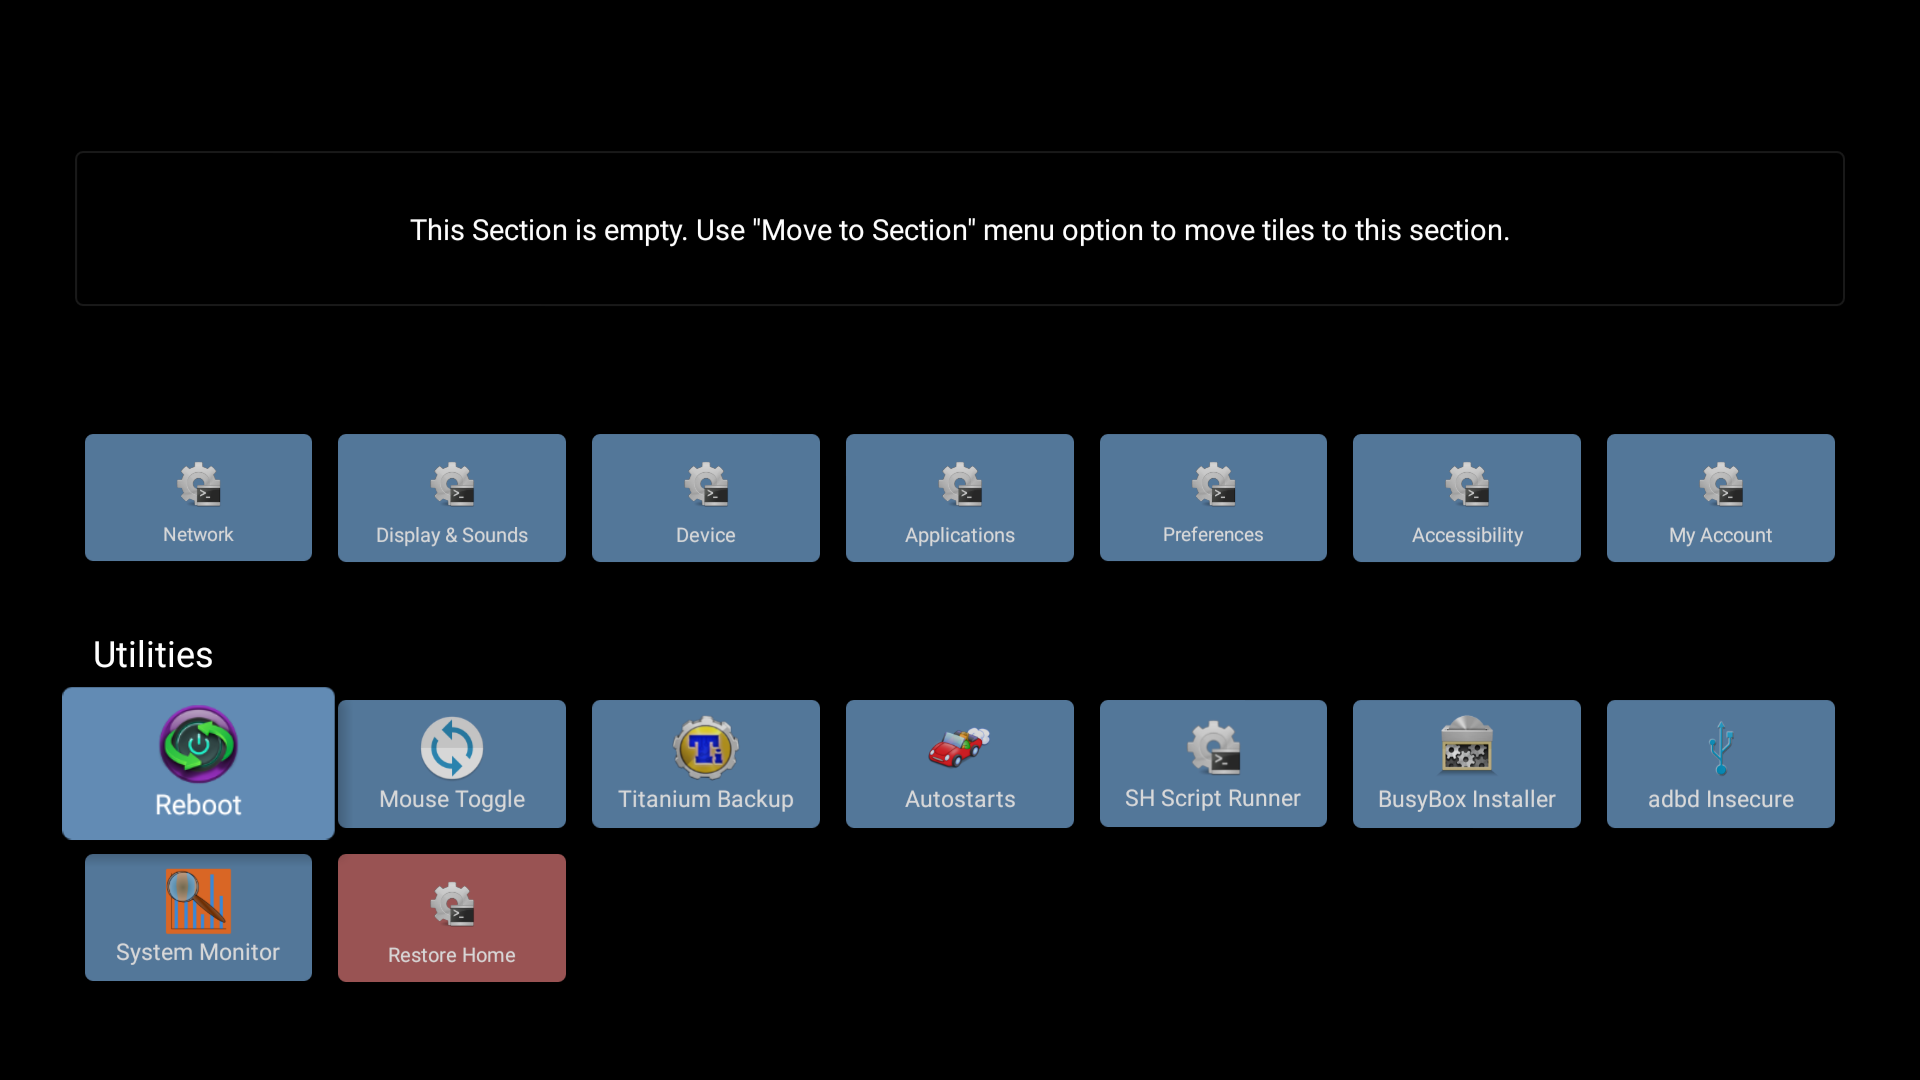 This Section is empty. Use "Move to Section" menu option to move tiles to this section.
Network
Display & Sounds
Device
Applications
Preferences
Accessibility
My Account
Utilities
Reboot
Mouse Toggle
Titanium Backup
Autostarts
SH Script Runner
BusyBox Installer
adbd Insecure
System Monitor
Restore Home